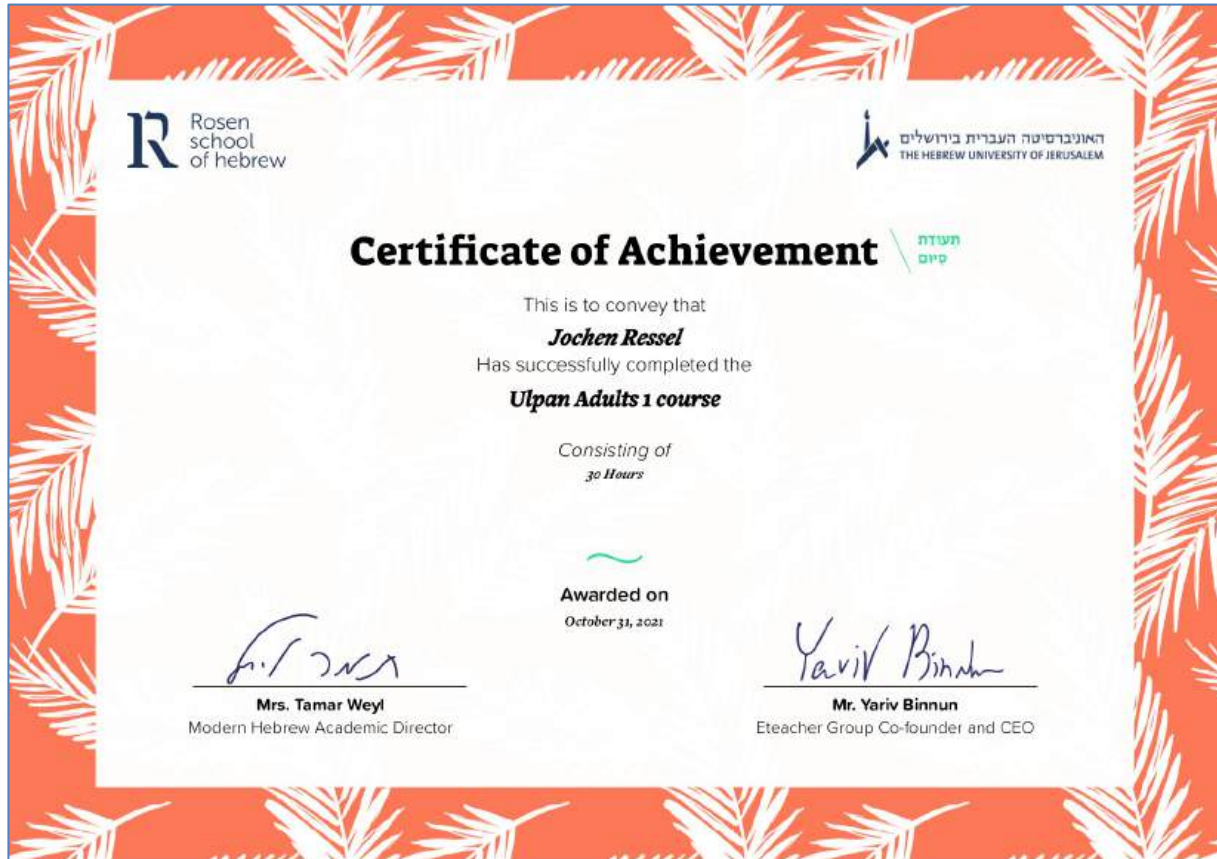 Rosen
school
of hebrew
האוניברסיטה העברית בירושלים
THE HEBREW UNIVERSITY OF JERUSALEM
Certificate of Achievement
תעודת
סיום
This is to convey that
Jochen Ressel
Has successfully completed the
Ulpan Adults 1 course
Consisting of
30 Hours
Awarded on
October 31, 2021
תמר וייל
Yariv Binnun
Mrs. Tamar Weyl
Mr. Yariv Binnun
Modern Hebrew Academic Director
Eteacher Group Co-founder and CEO